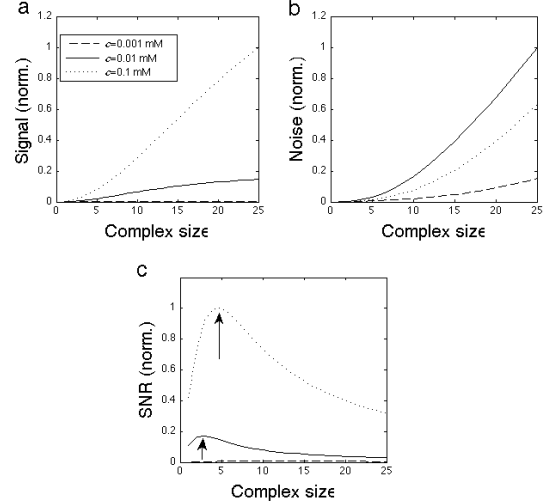 a
Signal (norm.)
1.2
1
0.8
0.6
0.4
0.2
0
c=0.001 mM
c=0.01 mM
c=0.1 mM
0 5 10 15 20 25
Complex size
b
Noise (norm.)
1.2
1
0.8
0.6
0.4
0.2
0
0 5 10 15 20 25
Complex size
c
SNR (norm.)
1
0.8
0.6
0.4
0.2
0
0 5 10 15 20 25
Complex size